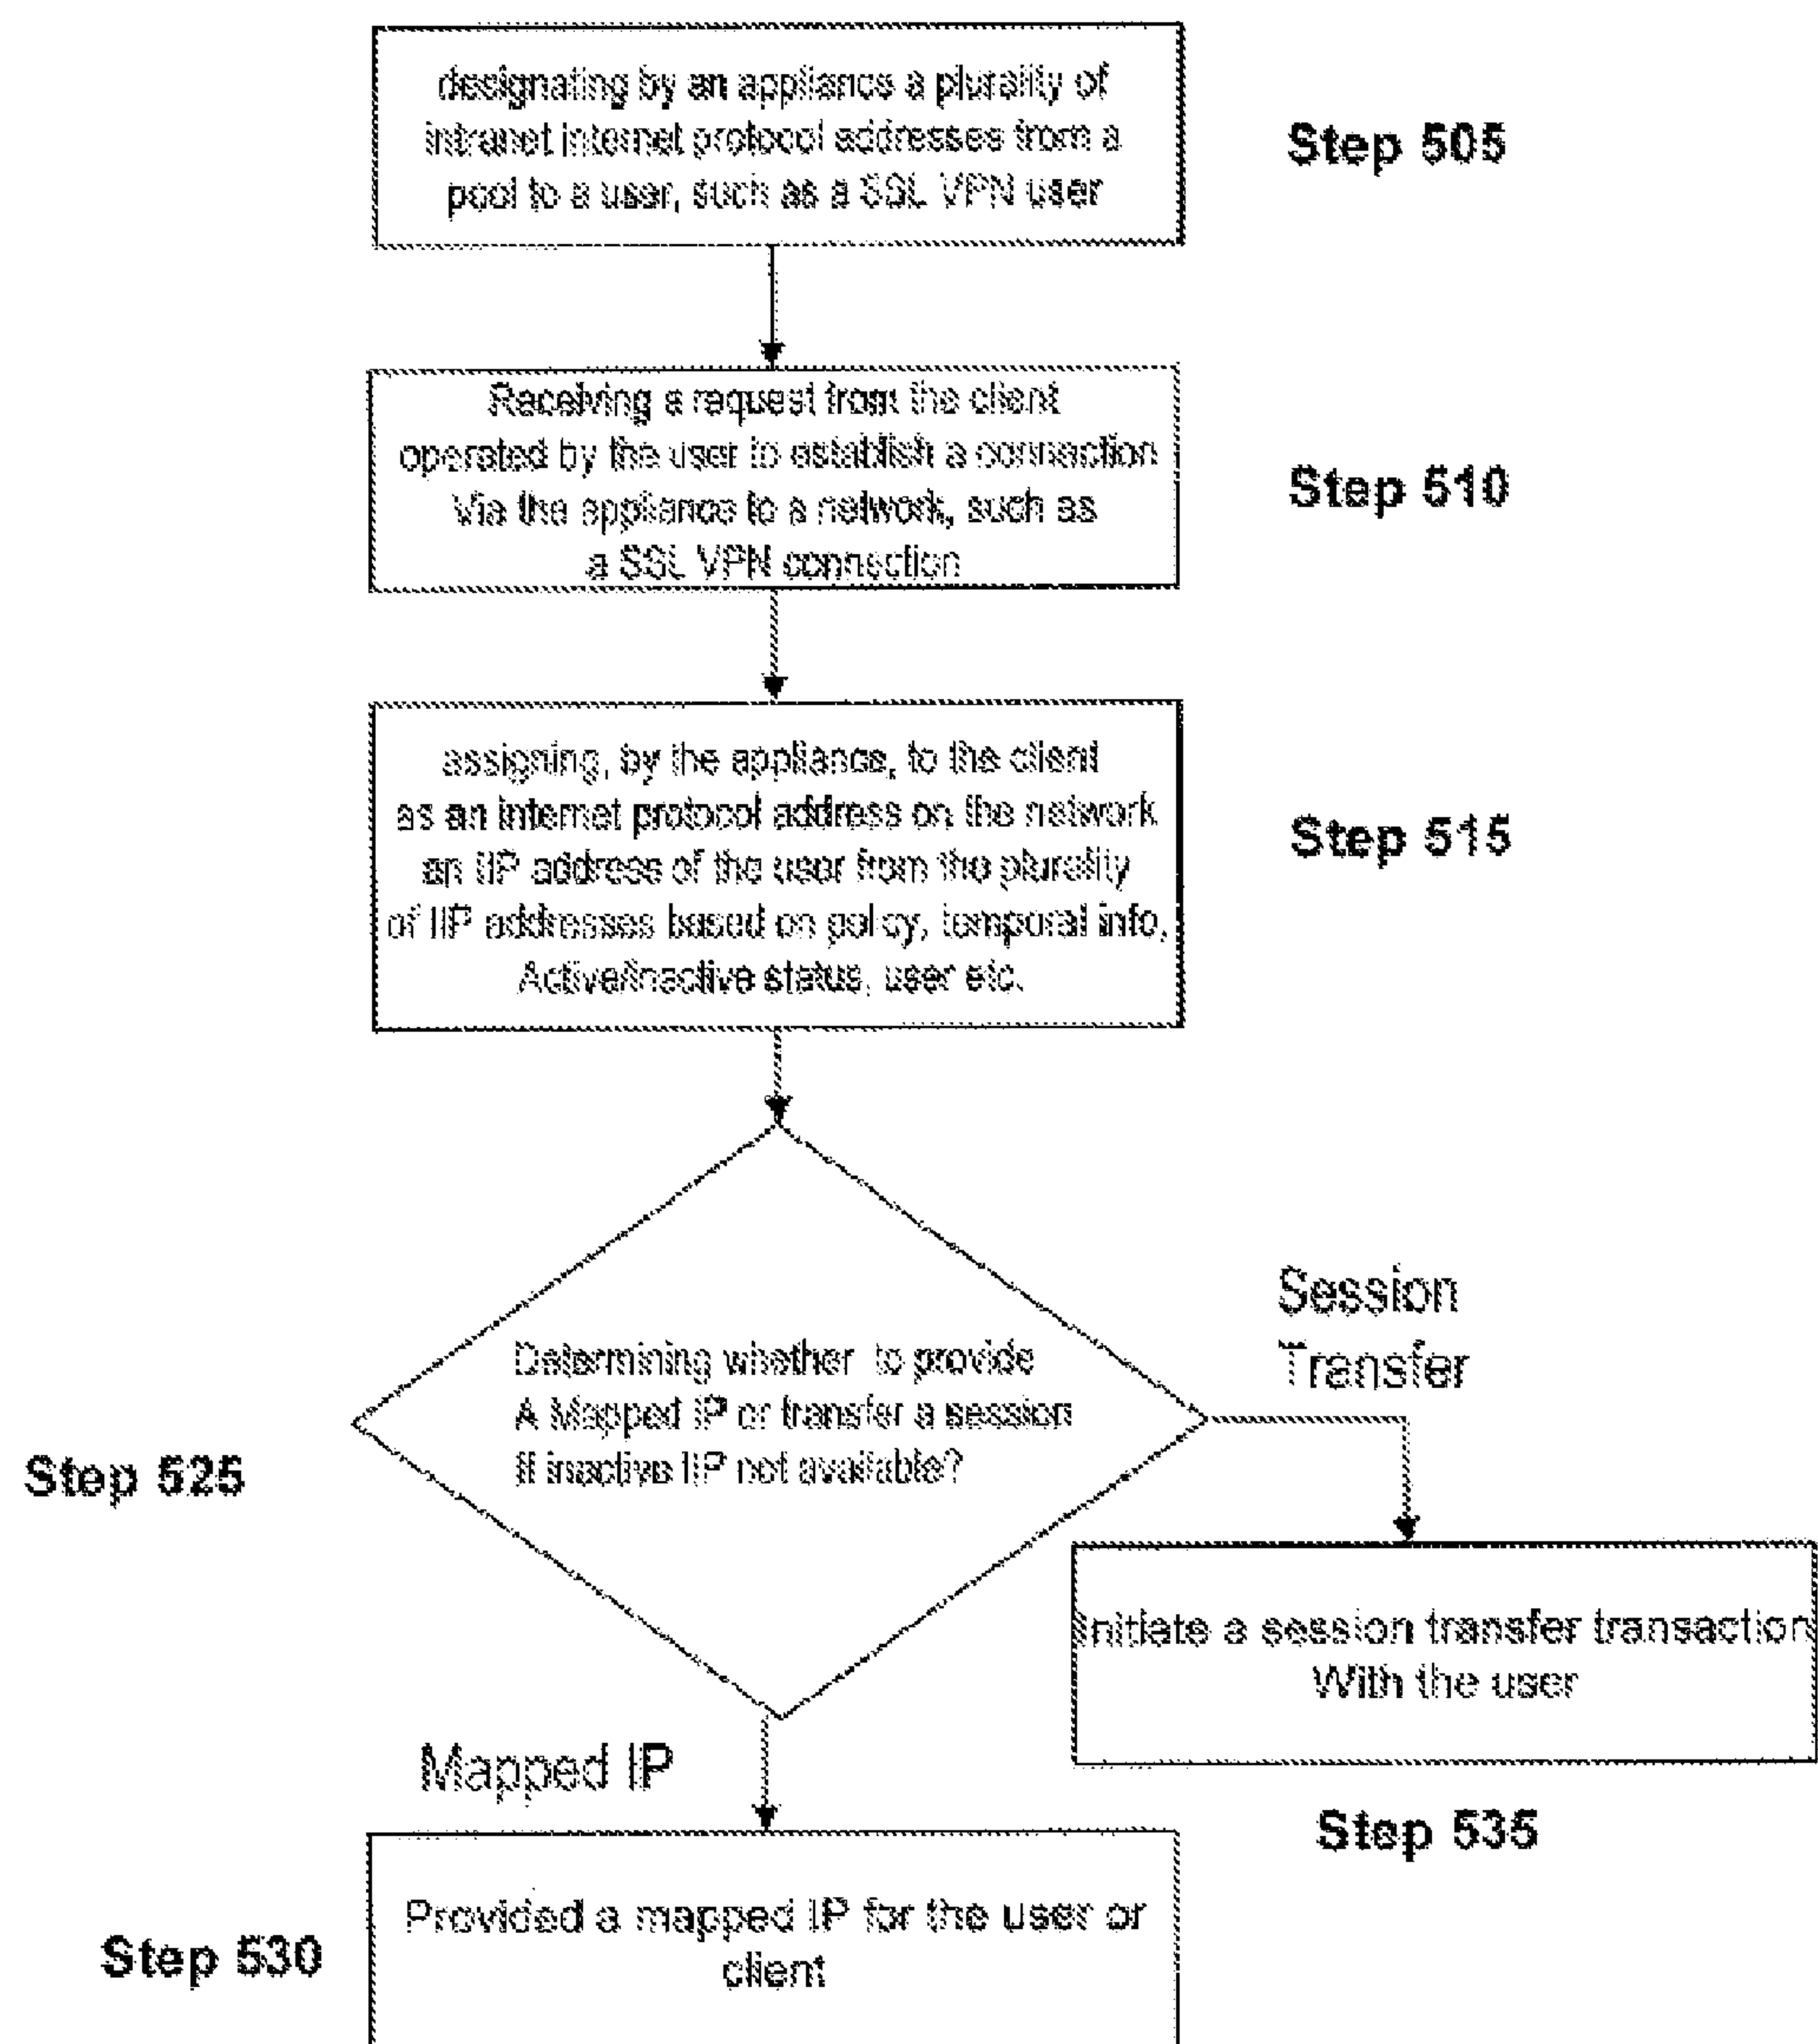 designating by an appliance a plurality of
intranet internet protocol addresses from a
pool to a user, such as a SSL VPN user
Step 505
Receiving a request from the client
operated by the user to establish a connection
Via the appliance to a network, such as
a SSL VPN connection
Step 510
assigning, by the appliance, to the client
as an internet protocol address on the network
an IIP address of the user from the plurality
of IIP addresses based on policy, temporal info,
Active/inactive status, user etc.
Step 515
Determining whether to provide
A Mapped IP or transfer a session
If inactive IIP not available?
Step 525
Session
Transfer
Initiate a session transfer transaction
With the user
Step 535
Mapped IP
Provided a mapped IP for the user or
client
Step 530